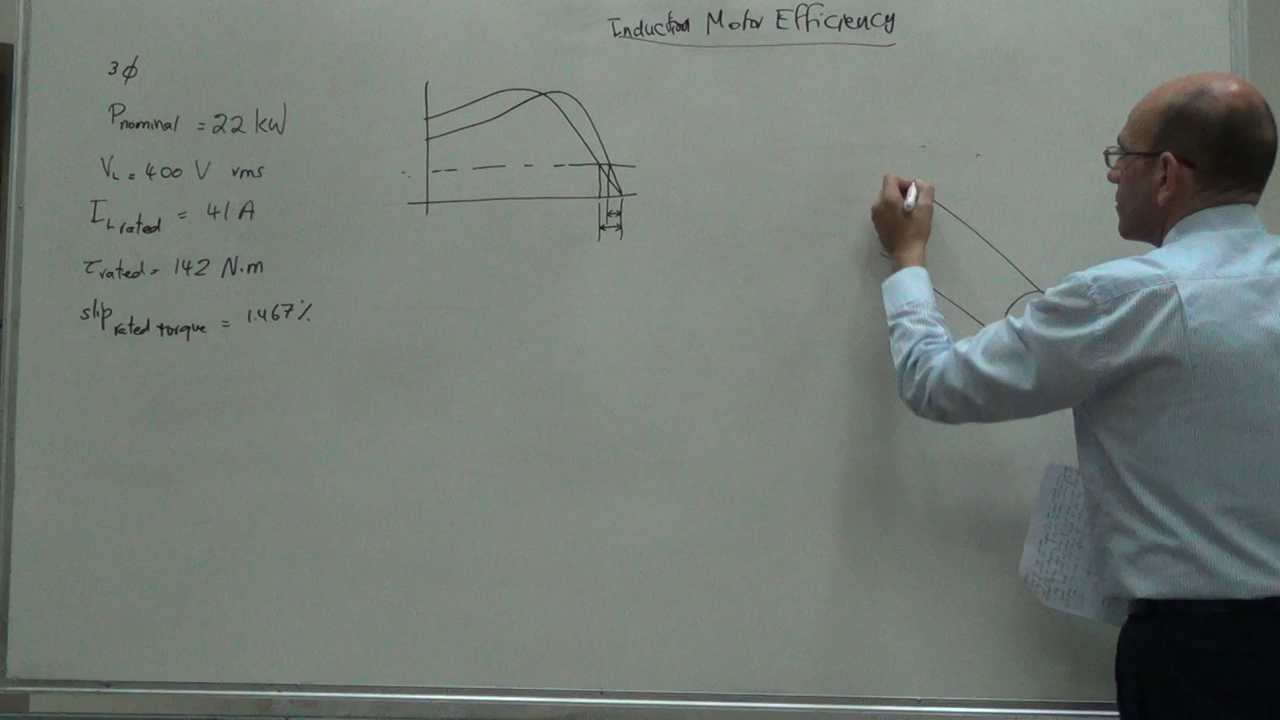 Induction Motor Efficiency
3ϕ
Pnominal = 22 kW
VL = 400 V rms
IL rated = 41 A
τrated = 142 N.m
slip rated torque = 1.467%